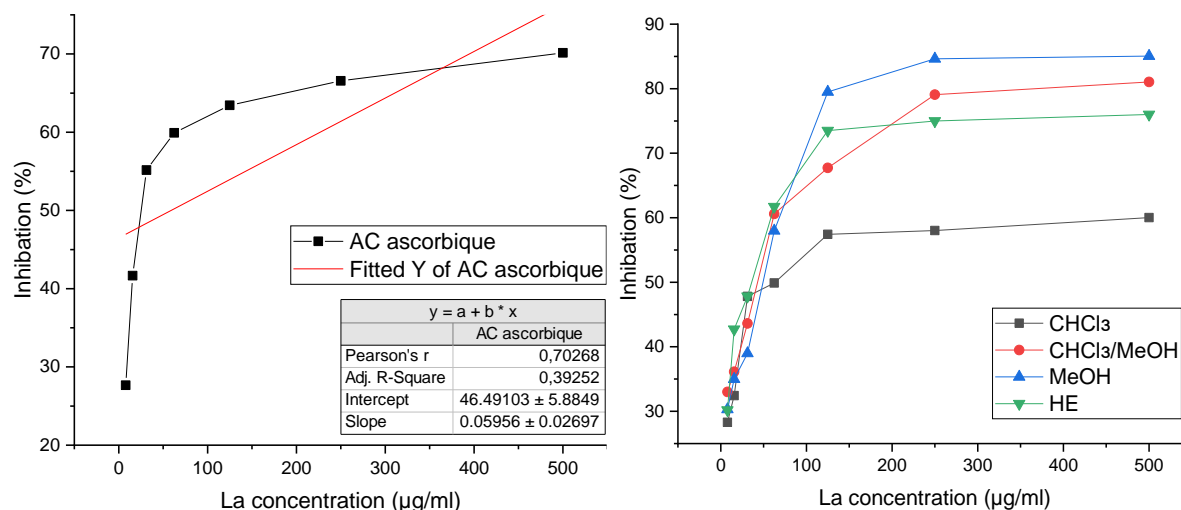 70
60
50
40
30
20
Inhibation (%)
AC ascorbique
Fitted Y of AC ascorbique
y = a + b * x
AC ascorbique
Pearson's r 0,70268
Adj. R-Square 0,39252
Intercept 46.49103 ± 5.8849
Slope 0.05956 ± 0.02697
0 100 200 300 400 500
La concentration (µg/ml)
90
80
70
60
50
40
30
Inhibation (%)
CHCl₃
CHCl₃/MeOH
MeOH
HE
0 100 200 300 400 500
La concentration (µg/ml)